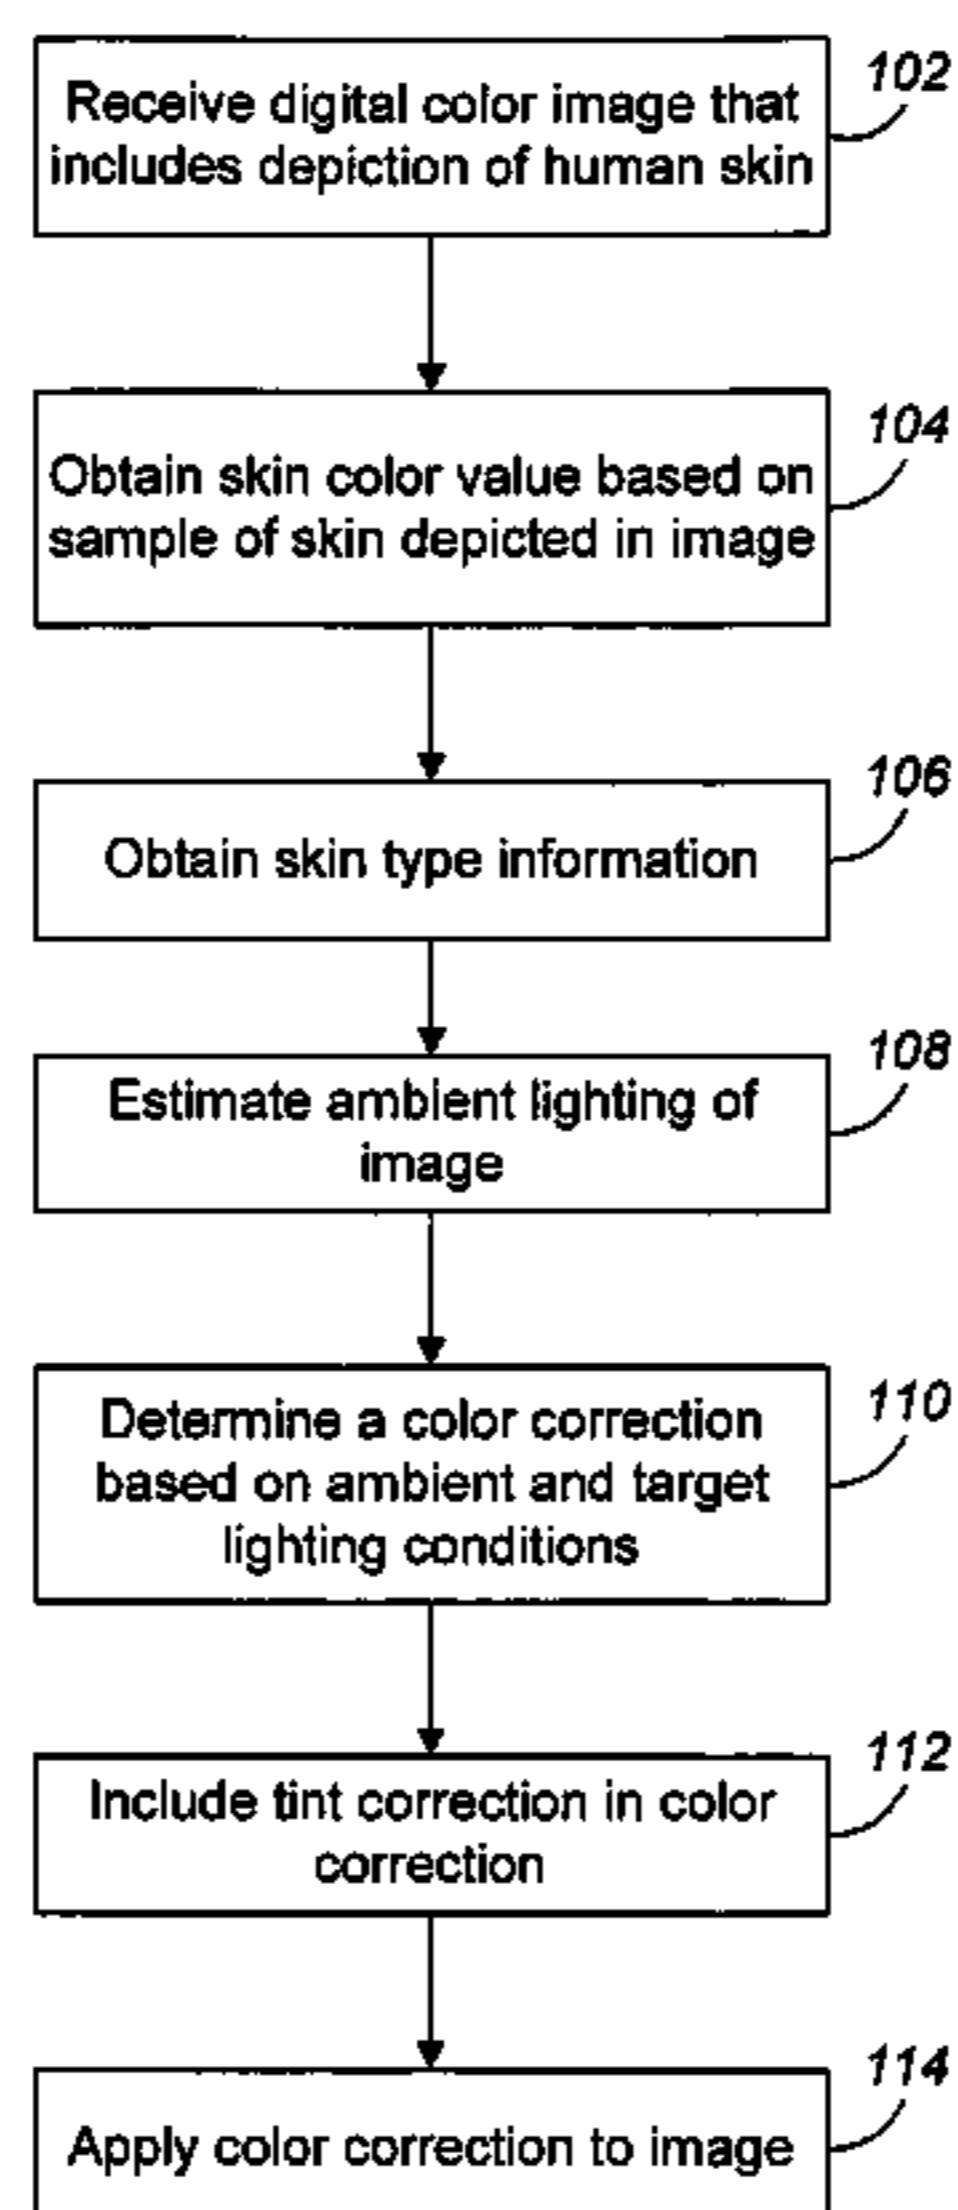 102
Receive digital color image that
includes depiction of human skin
104
Obtain skin color value based on
sample of skin depicted in image
106
Obtain skin type information
108
Estimate ambient lighting of
image
110
Determine a color correction
based on ambient and target
lighting conditions
112
Include tint correction in color
correction
114
Apply color correction to image